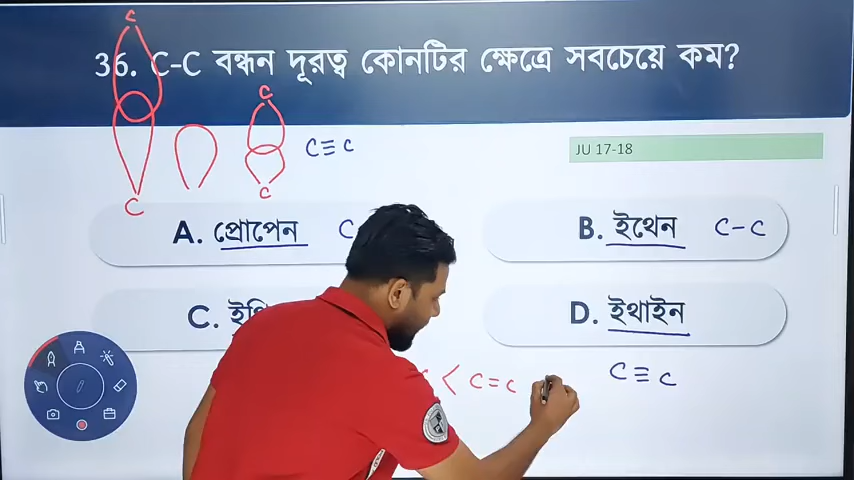 C
36. C-C বন্ধন দূরত্ব কোনটির ক্ষেত্রে সবচেয়ে কম?
C
C≡C
JU 17-18
C
C
A. প্রোপেন C
B. ইথেন C-C
C.
D. ইথাইন
< C=C
C≡C